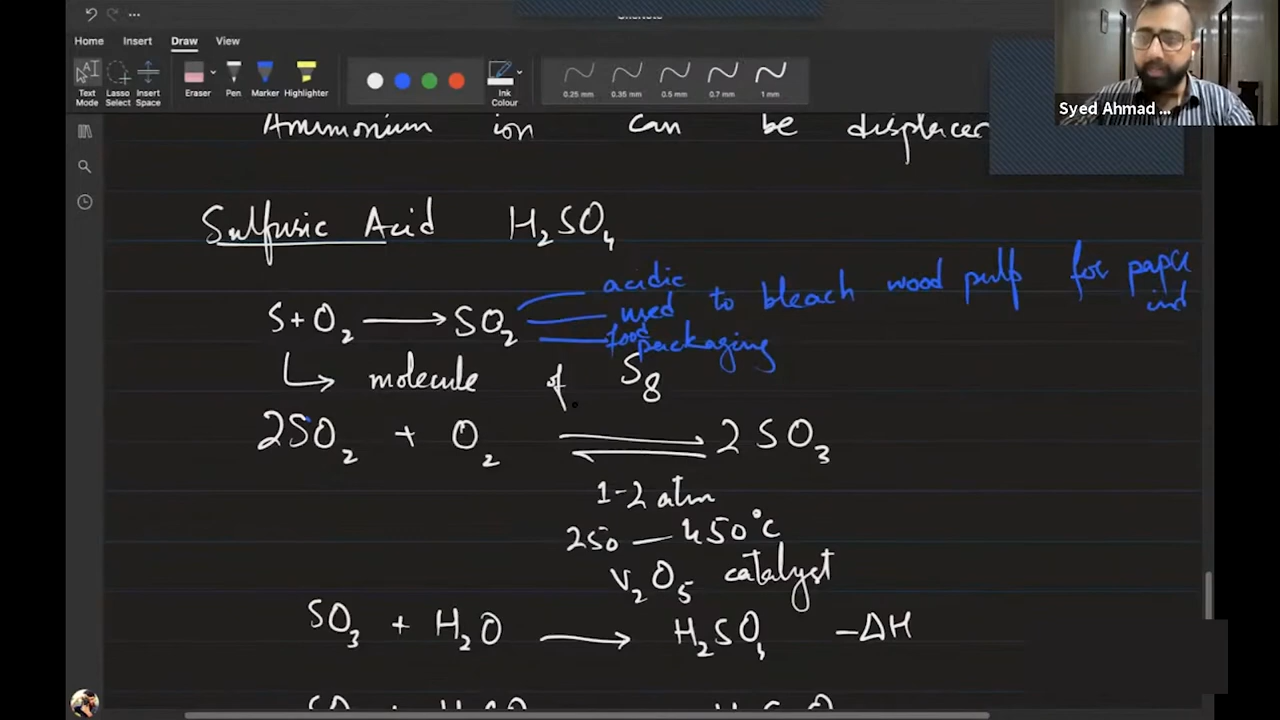 OneNote
Home Insert Draw View
Text Mode Lasso Select Insert Space Eraser Pen Marker Highlighter Ink Colour 0.25 mm 0.35 mm 0.5 mm 0.7 mm 1 mm
Syed Ahmad ...
Ammonium ion can be displacer
Sulfuric Acid H₂SO₄
acidic
S + O₂ ⟶ SO₂ used to bleach wood pulp for paper ind
food packaging
↳ molecule of S₈
2SO₂ + O₂ ⇌ 2SO₃
1-2 atm
250 — 450°C
V₂O₅ catalyst
SO₃ + H₂O ⟶ H₂SO₄ -ΔH